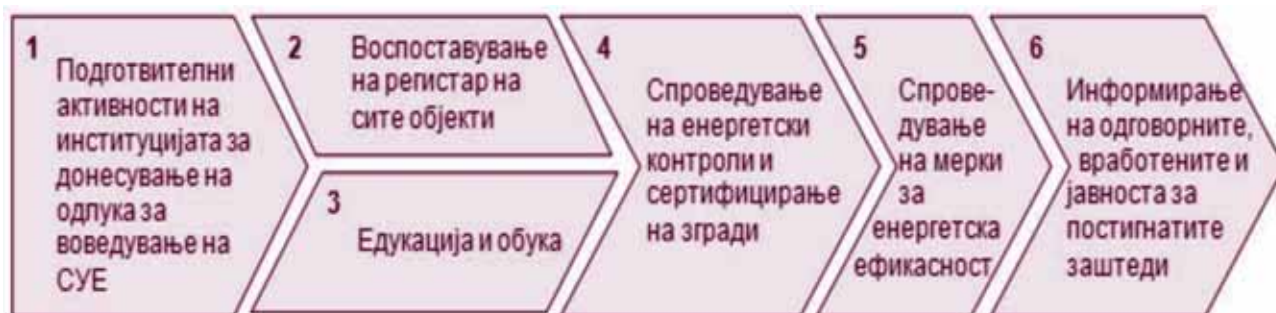 1
Подготвителни
активности на
институцијата за
донесување на
одлука за
воведување на
СУЕ
2
Воспоставување
на регистар на
сите објекти
3
Едукација и обука
4
Спроведување
на енергетски
контроли и
сертифицирање
на згради
5
Спрове-
дување
на мерки
за
енергетска
ефикасност
6
Информирање
на одговорните,
вработените и
јавноста за
постигнатите
заштеди